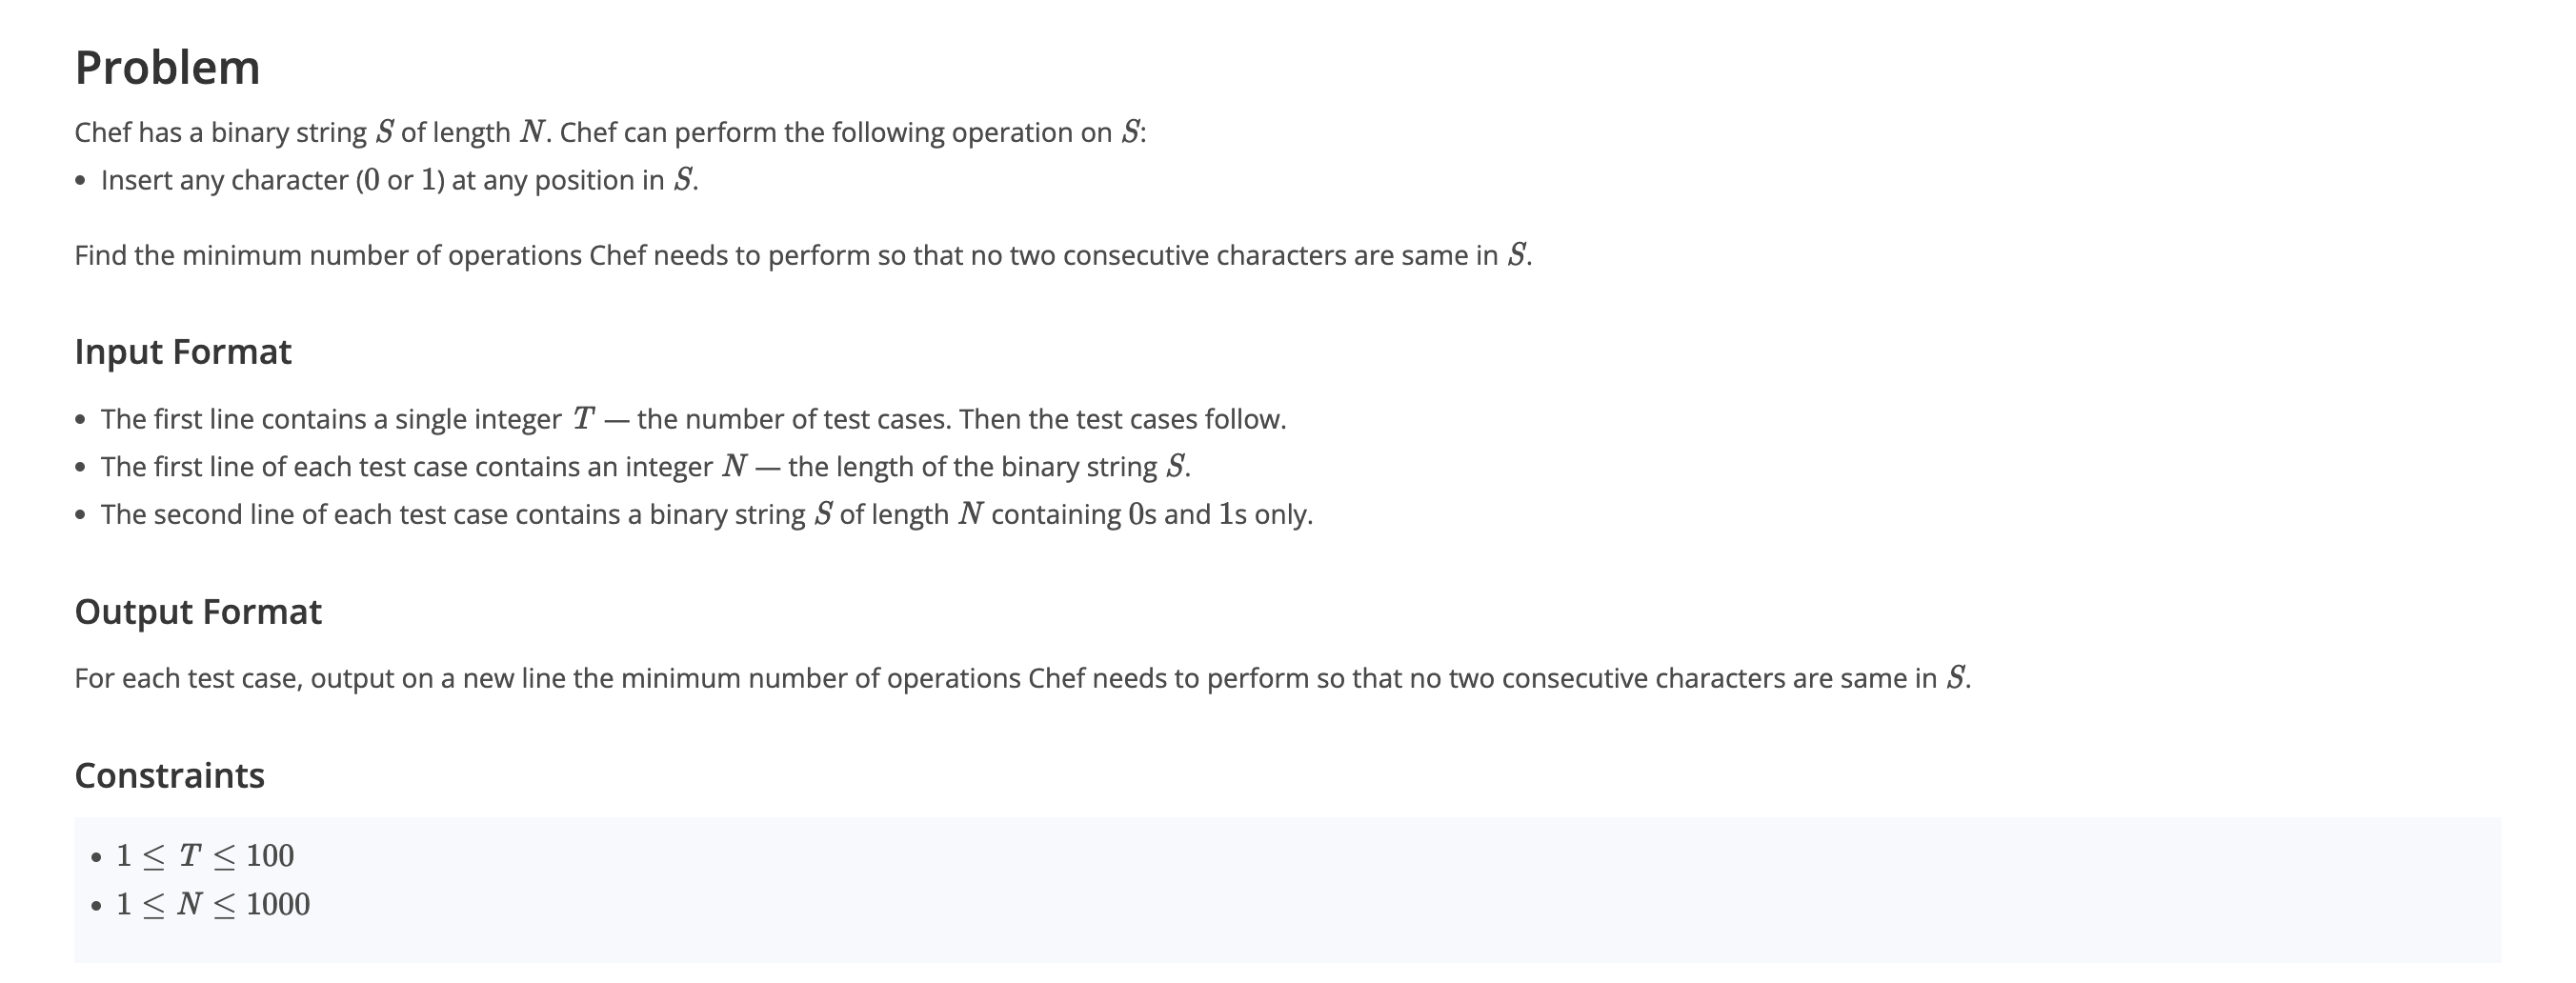 Problem
Chef has a binary string S of length N. Chef can perform the following operation on S:
• Insert any character (0 or 1) at any position in S.
Find the minimum number of operations Chef needs to perform so that no two consecutive characters are same in S.
Input Format
• The first line contains a single integer T — the number of test cases. Then the test cases follow.
• The first line of each test case contains an integer N — the length of the binary string S.
• The second line of each test case contains a binary string S of length N containing 0s and 1s only.
Output Format
For each test case, output on a new line the minimum number of operations Chef needs to perform so that no two consecutive characters are same in S.
Constraints
• 1 ≤ T ≤ 100
• 1 ≤ N ≤ 1000